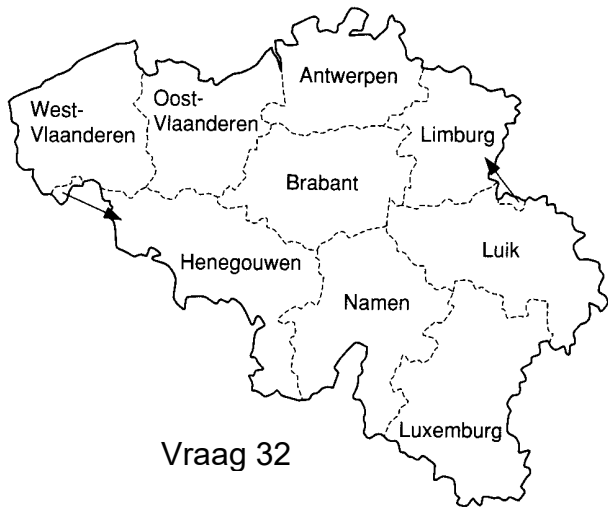 Antwerpen
West-
Vlaanderen
Oost-
Vlaanderen
Limburg
Brabant
Henegouwen
Luik
Namen
Luxemburg
Vraag 32